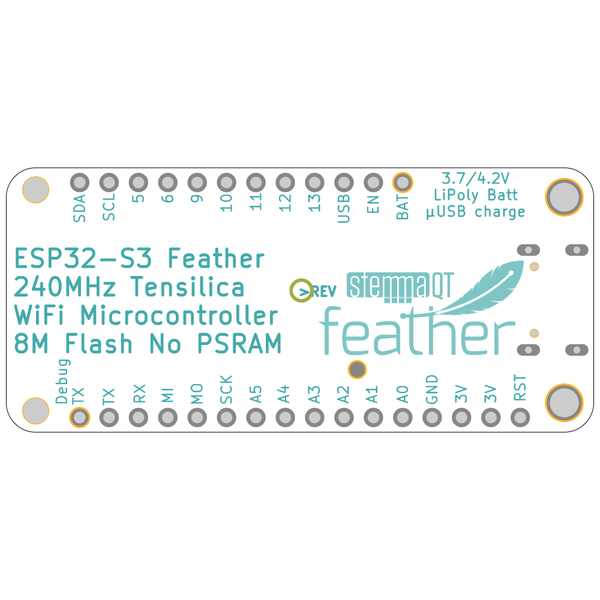 SDA SCL 5 6 9 10 11 12 13 USB EN BAT
3.7/4.2V
LiPoly Batt
µUSB charge
ESP32-S3 Feather
240MHz Tensilica
WiFi Microcontroller
8M Flash No PSRAM
>REV
stemma QT
feather
Debug
TX TX RX MI MO SCK A5 A4 A3 A2 A1 A0 GND 3V 3V RST